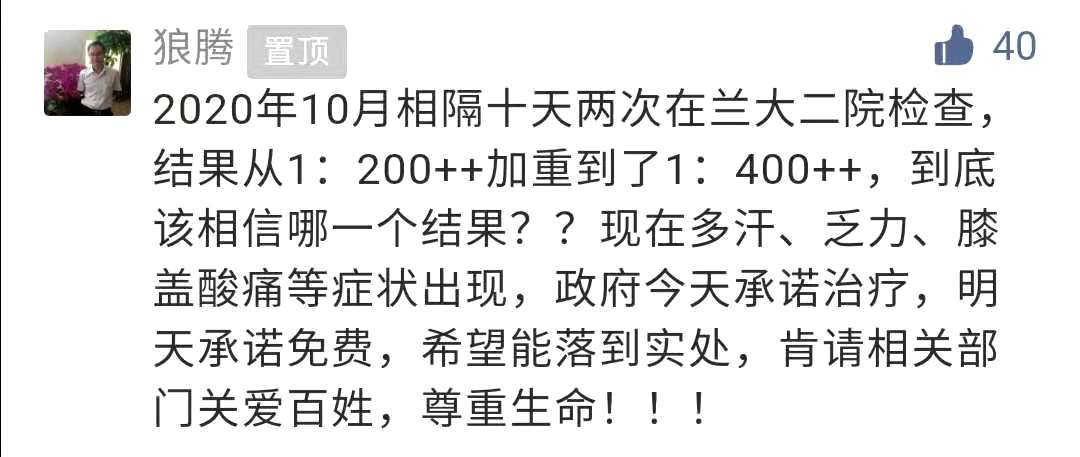 狼腾 置顶 40
2020年10月相隔十天两次在兰大二院检查，
结果从1：200++加重到了1：400++，到底
该相信哪一个结果？？现在多汗、乏力、膝
盖酸痛等症状出现，政府今天承诺治疗，明
天承诺免费，希望能落到实处，肯请相关部
门关爱百姓，尊重生命！！！